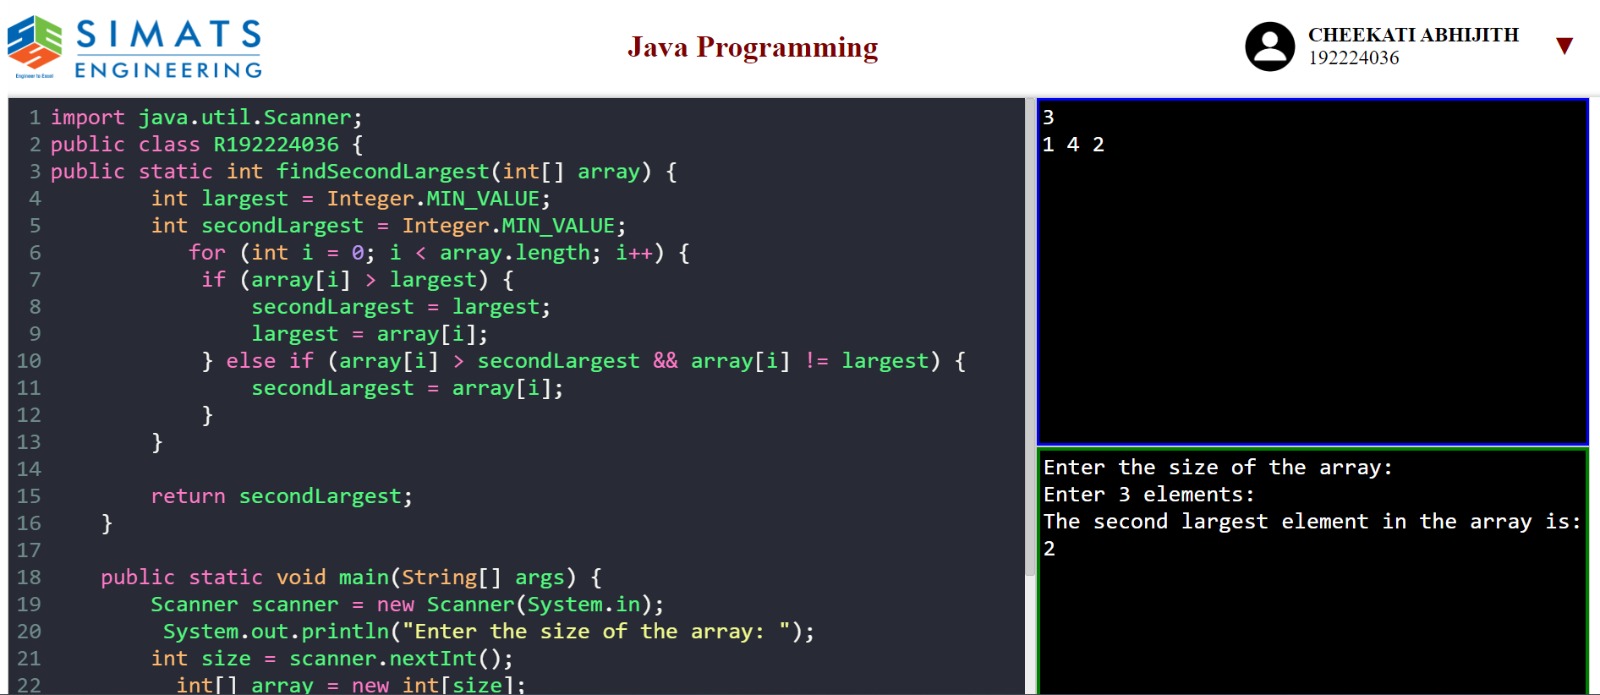 SIMATS
ENGINEERING
Engineer to Excel
Java Programming
CHEEKATI ABHIJITH
192224036
1 import java.util.Scanner;
2 public class R192224036 {
3 public static int findSecondLargest(int[] array) {
4         int largest = Integer.MIN_VALUE;
5         int secondLargest = Integer.MIN_VALUE;
6            for (int i = 0; i < array.length; i++) {
7             if (array[i] > largest) {
8                 secondLargest = largest;
9                 largest = array[i];
10             } else if (array[i] > secondLargest && array[i] != largest) {
11                 secondLargest = array[i];
12             }
13         }
14
15         return secondLargest;
16     }
17
18     public static void main(String[] args) {
19         Scanner scanner = new Scanner(System.in);
20          System.out.println("Enter the size of the array: ");
21         int size = scanner.nextInt();
22           int[] array = new int[size];
3
1 4 2
Enter the size of the array:
Enter 3 elements:
The second largest element in the array is:
2